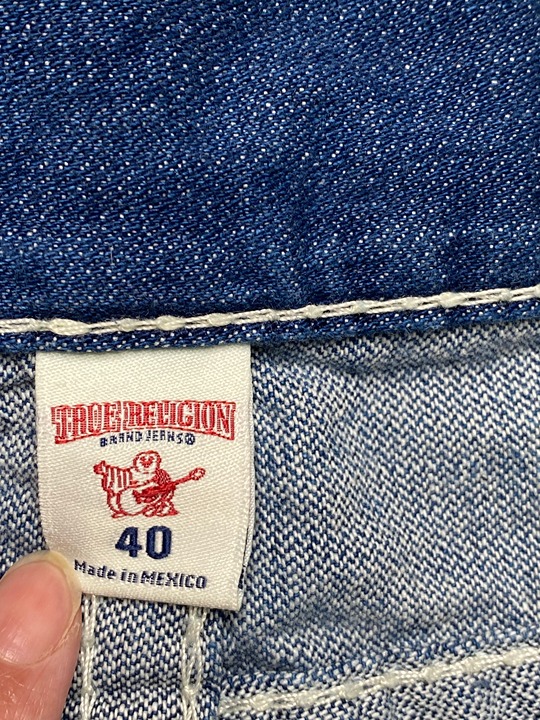 TRUE RELIGION
BRAND JEANS®
40
Made in MEXICO